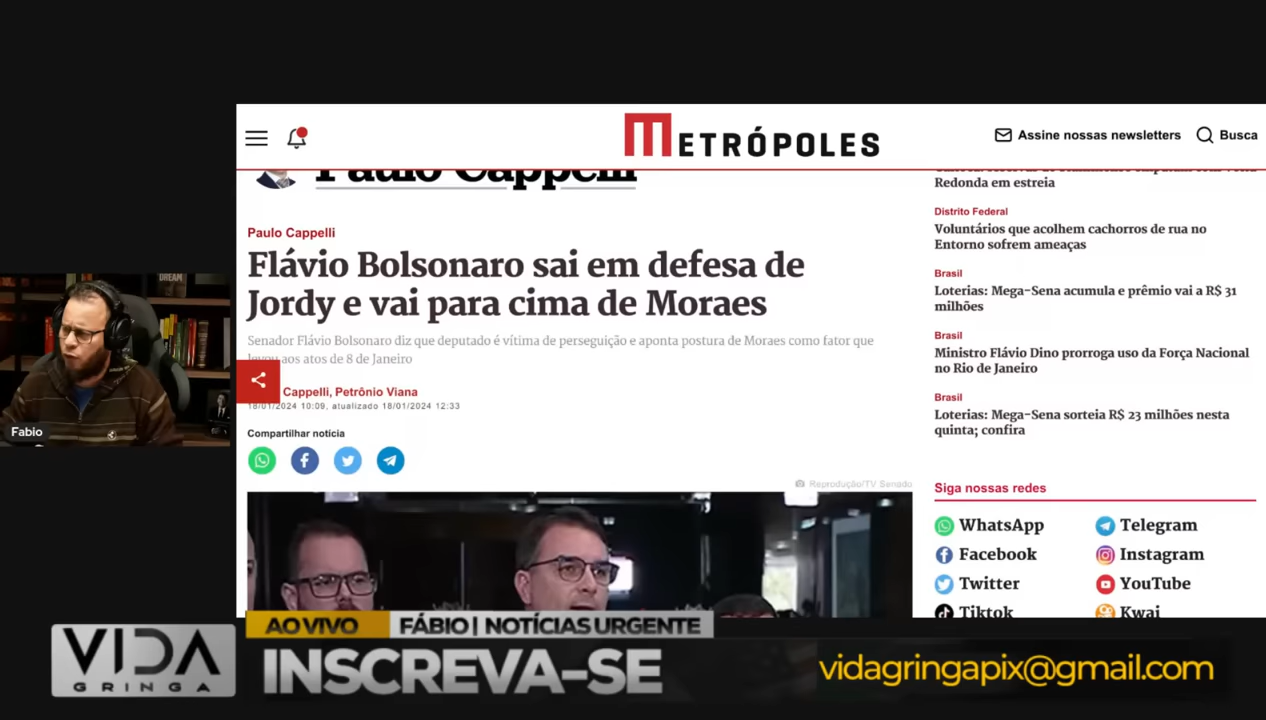 METRÓPOLES
Assine nossas newsletters
Busca
Paulo Cappelli
Paulo Cappelli
Flávio Bolsonaro sai em defesa de
Jordy e vai para cima de Moraes
Senador Flávio Bolsonaro diz que deputado é vítima de perseguição e aponta postura de Moraes como fator que
levou aos atos de 8 de Janeiro
Cappelli, Petrônio Viana
18/01/2024 10:09, atualizado 18/01/2024 12:33
Compartilhar notícia
Reprodução/TV Senado
Redonda em estreia
Distrito Federal
Voluntários que acolhem cachorros de rua no
Entorno sofrem ameaças
Brasil
Loterias: Mega-Sena acumula e prêmio vai a R$ 31
milhões
Brasil
Ministro Flávio Dino prorroga uso da Força Nacional
no Rio de Janeiro
Brasil
Loterias: Mega-Sena sorteia R$ 23 milhões nesta
quinta; confira
Siga nossas redes
WhatsApp
Telegram
Facebook
Instagram
Twitter
YouTube
Tiktok
Kwai
DREAM
Fabio
AO VIVO
FÁBIO | NOTÍCIAS URGENTE
VIDA
GRINGA
INSCREVA-SE
vidagringapix@gmail.com